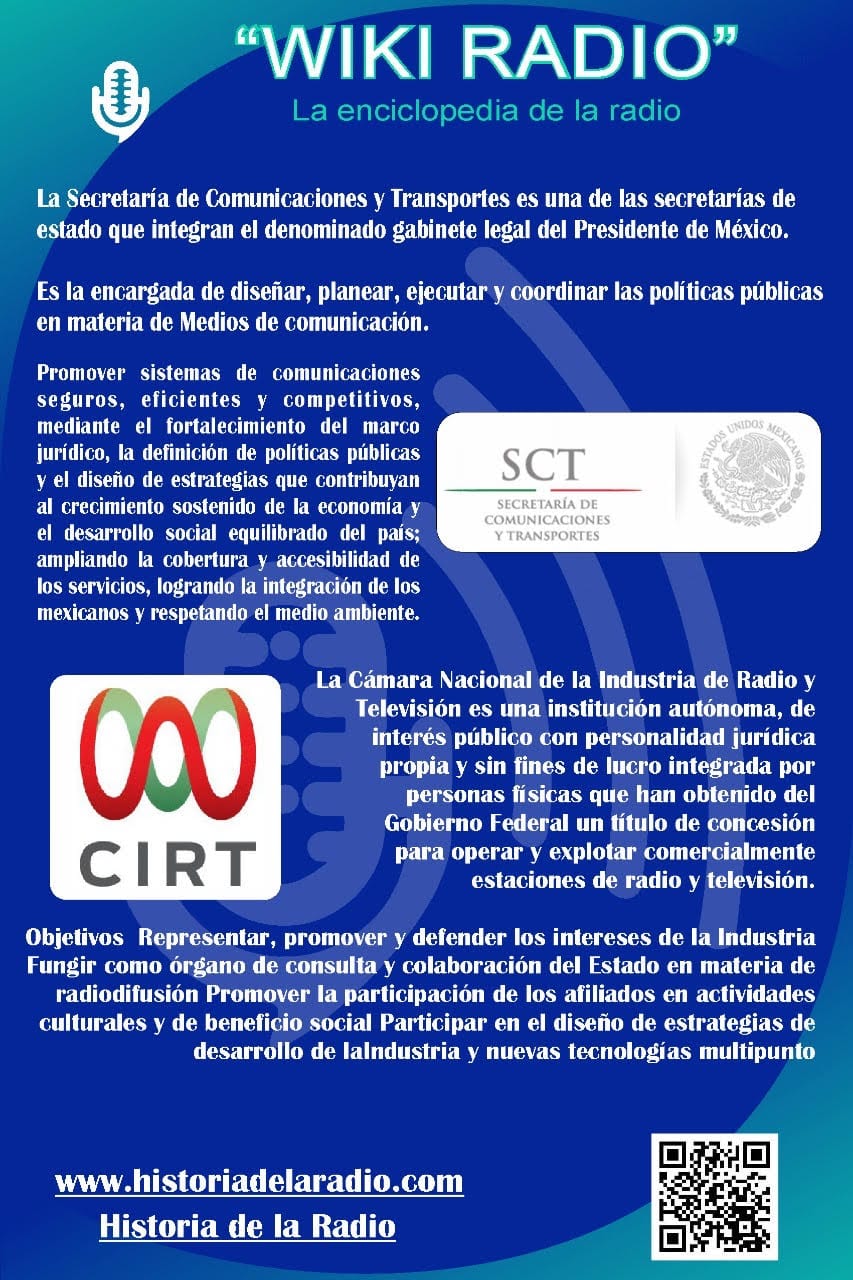 “WIKI RADIO”
La enciclopedia de la radio
La Secretaría de Comunicaciones y Transportes es una de las secretarías de
estado que integran el denominado gabinete legal del Presidente de México.
Es la encargada de diseñar, planear, ejecutar y coordinar las políticas públicas
en materia de Medios de comunicación.
Promover sistemas de comunicaciones
seguros, eficientes y competitivos,
mediante el fortalecimiento del marco
jurídico, la definición de políticas públicas
y el diseño de estrategias que contribuyan
al crecimiento sostenido de la economía y
el desarrollo social equilibrado del país;
ampliando la cobertura y accesibilidad de
los servicios, logrando la integración de los
mexicanos y respetando el medio ambiente.
SCT
SECRETARÍA DE
COMUNICACIONES
Y TRANSPORTES
ESTADOS UNIDOS MEXICANOS
CIRT
La Cámara Nacional de la Industria de Radio y
Televisión es una institución autónoma, de
interés público con personalidad jurídica
propia y sin fines de lucro integrada por
personas físicas que han obtenido del
Gobierno Federal un título de concesión
para operar y explotar comercialmente
estaciones de radio y televisión.
Objetivos Representar, promover y defender los intereses de la Industria
Fungir como órgano de consulta y colaboración del Estado en materia de
radiodifusión Promover la participación de los afiliados en actividades
culturales y de beneficio social Participar en el diseño de estrategias de
desarrollo de laIndustria y nuevas tecnologías multipunto
www.historiadelaradio.com
Historia de la Radio